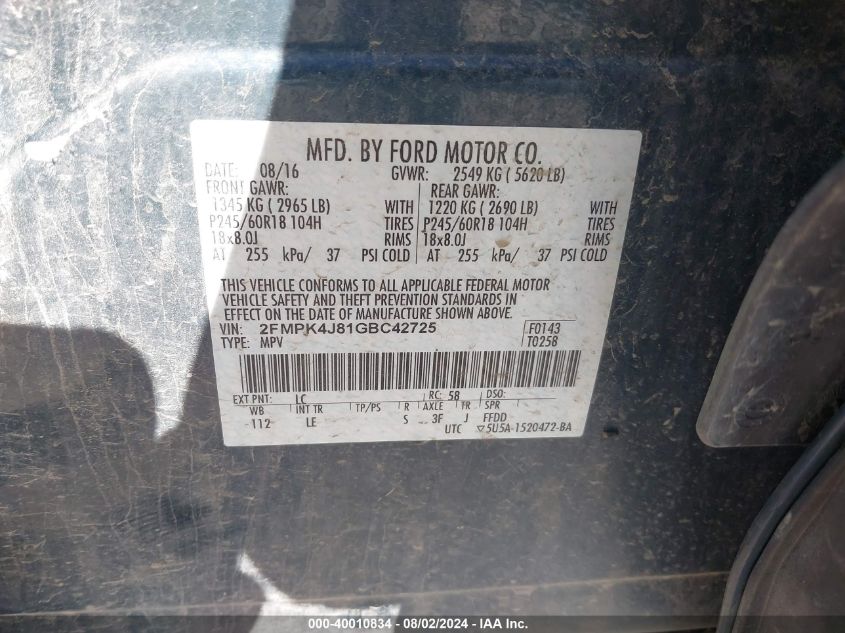 MFD. BY FORD MOTOR CO.
DATE: 08/16 GVWR: 2549 KG ( 5620 LB)
FRONT GAWR: REAR GAWR:
1345 KG ( 2965 LB) WITH 1220 KG ( 2690 LB) WITH
P245/60R18 104H TIRES P245/60R18 104H TIRES
18x8.0J RIMS 18x8.0J RIMS
AT 255 kPa/ 37 PSI COLD AT 255 kPa/ 37 PSI COLD
THIS VEHICLE CONFORMS TO ALL APPLICABLE FEDERAL MOTOR
VEHICLE SAFETY AND THEFT PREVENTION STANDARDS IN
EFFECT ON THE DATE OF MANUFACTURE SHOWN ABOVE.
VIN: 2FMPK4J81GBC42725 F0143
TYPE: MPV T0258
EXT PNT: LC RC: 58 DSO:
WB INT TR TP/PS R AXLE TR SPR
112 LE S 3F J FFDD
UTC ▽5U5A-1520472-BA
000-40010834 - 08/02/2024 - © IAA, Inc.